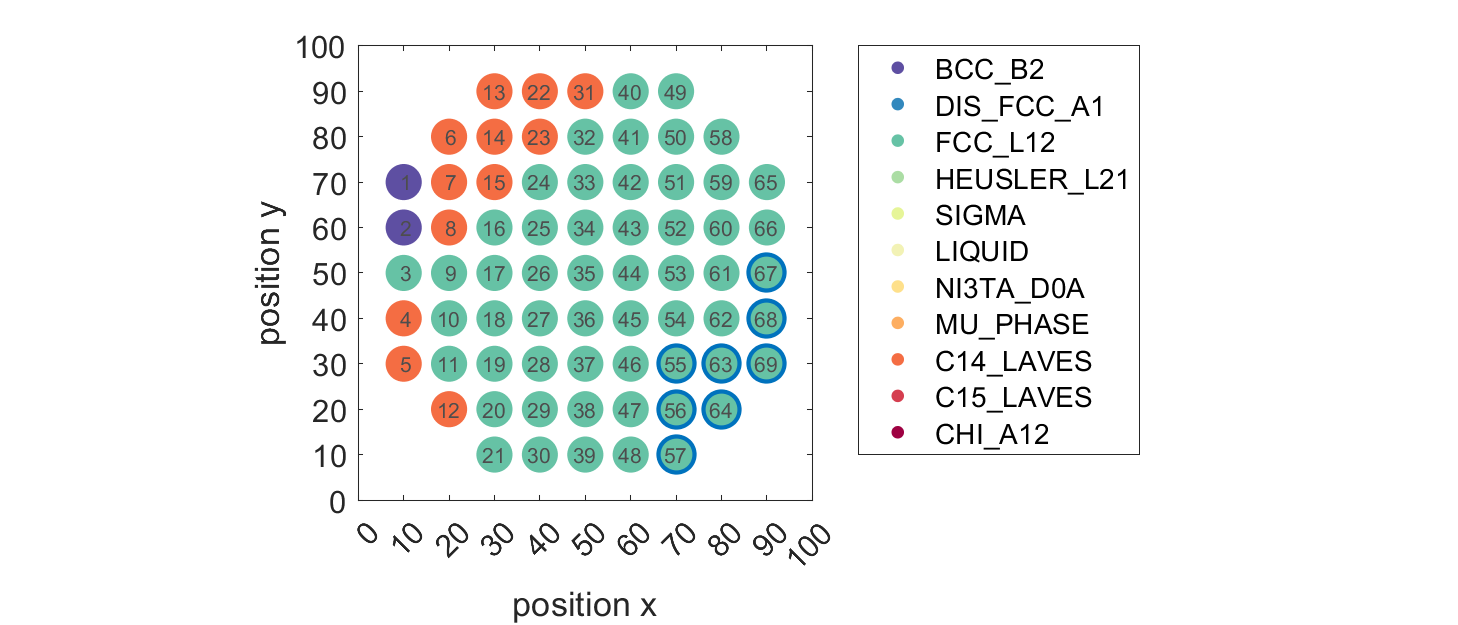 100
90
80
70
60
50
40
30
20
10
0
position y
13 22 31 40 49
6 14 23 32 41 50 58
1 7 15 24 33 42 51 59 65
2 8 16 25 34 43 52 60 66
3 9 17 26 35 44 53 61 67
4 10 18 27 36 45 54 62 68
5 11 19 28 37 46 55 63 69
12 20 29 38 47 56 64
21 30 39 48 57
0 10 20 30 40 50 60 70 80 90 100
position x
BCC_B2
DIS_FCC_A1
FCC_L12
HEUSLER_L21
SIGMA
LIQUID
NI3TA_D0A
MU_PHASE
C14_LAVES
C15_LAVES
CHI_A12